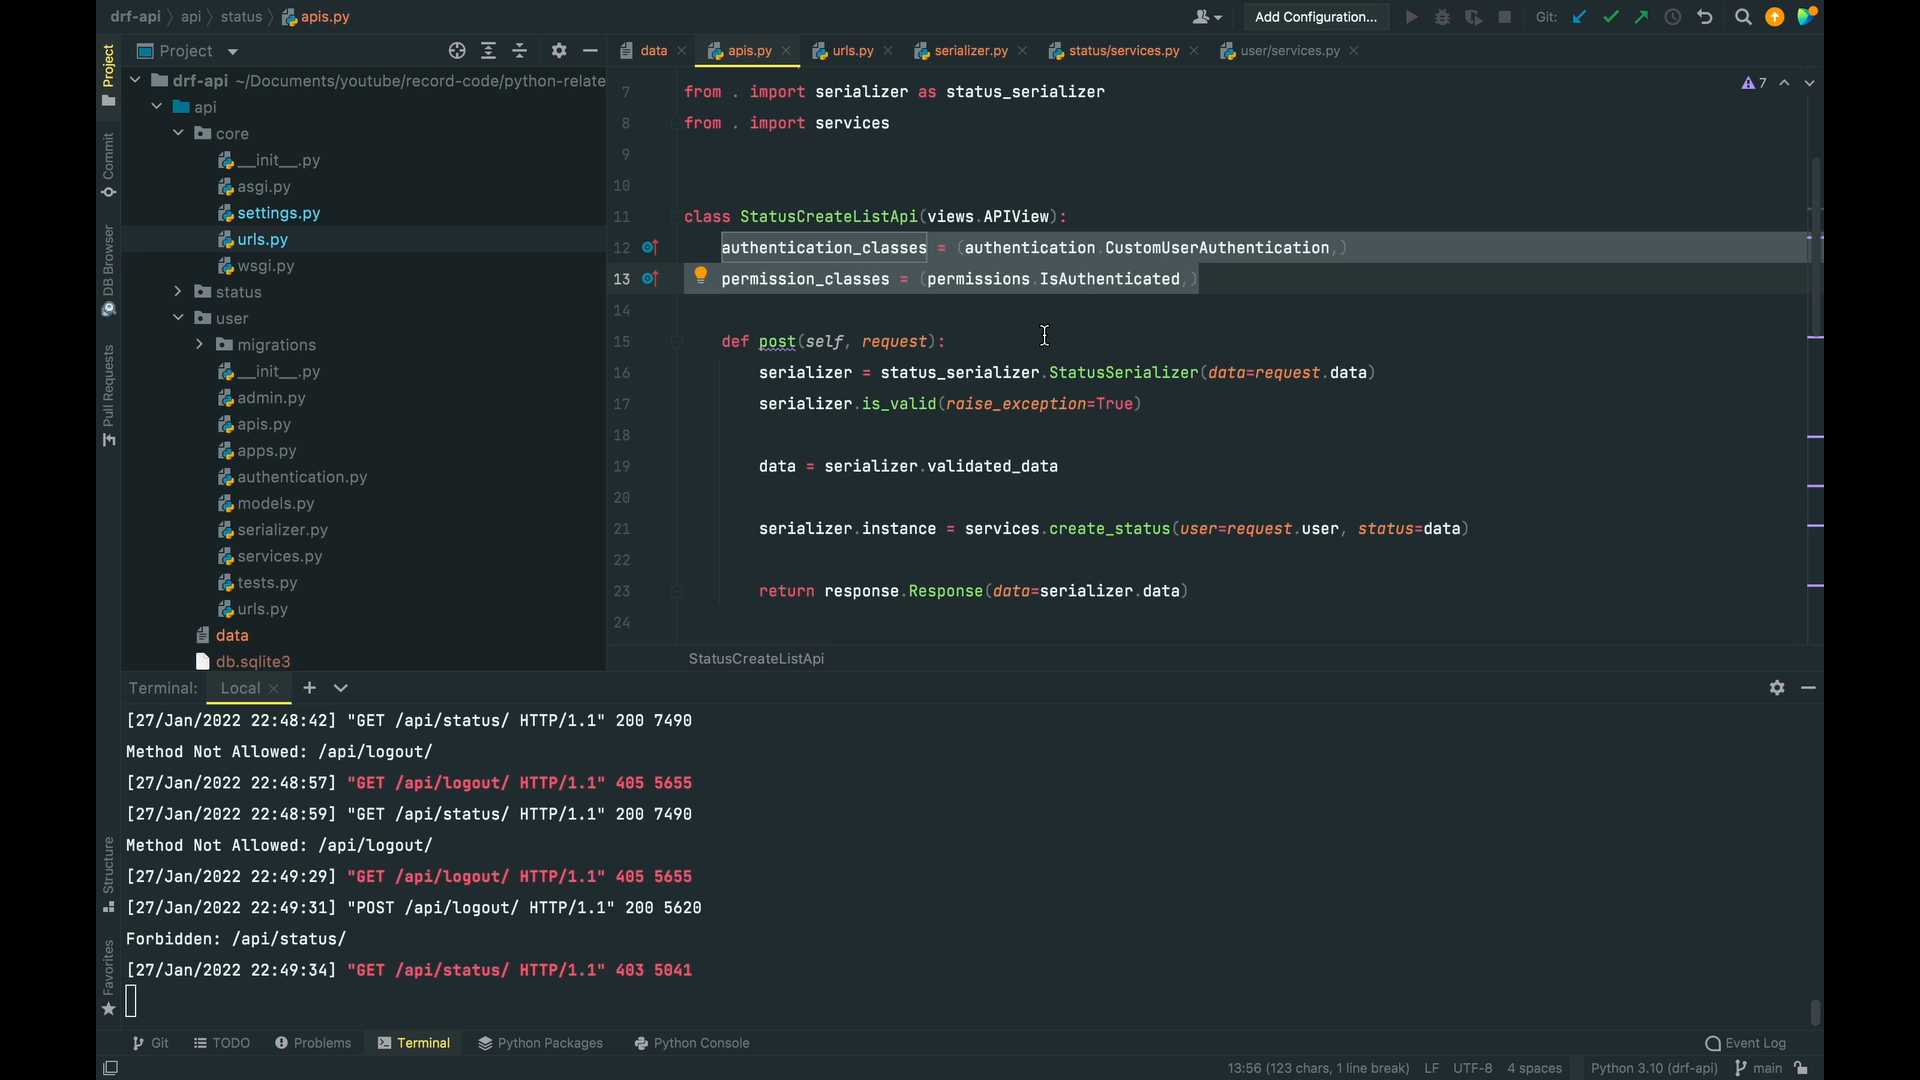 drf-api api status apis.py
Add Configuration...
Git:
Project
data apis.py urls.py serializer.py status/services.py user/services.py
drf-api ~/Documents/youtube/record-code/python-relate
api
core
__init__.py
asgi.py
settings.py
urls.py
wsgi.py
status
user
migrations
__init__.py
admin.py
apis.py
apps.py
authentication.py
models.py
serializer.py
services.py
tests.py
urls.py
data
db.sqlite3
Project
Commit
DB Browser
Pull Requests
Structure
Favorites
7
7 from . import serializer as status_serializer
8 from . import services
9
10
11 class StatusCreateListApi(views.APIView):
12 authentication_classes = (authentication.CustomUserAuthentication,)
13 permission_classes = (permissions.IsAuthenticated,)
14
15 def post(self, request):
16 serializer = status_serializer.StatusSerializer(data=request.data)
17 serializer.is_valid(raise_exception=True)
18
19 data = serializer.validated_data
20
21 serializer.instance = services.create_status(user=request.user, status=data)
22
23 return response.Response(data=serializer.data)
24
StatusCreateListApi
Terminal: Local
[27/Jan/2022 22:48:42] "GET /api/status/ HTTP/1.1" 200 7490
Method Not Allowed: /api/logout/
[27/Jan/2022 22:48:57] "GET /api/logout/ HTTP/1.1" 405 5655
[27/Jan/2022 22:48:59] "GET /api/status/ HTTP/1.1" 200 7490
Method Not Allowed: /api/logout/
[27/Jan/2022 22:49:29] "GET /api/logout/ HTTP/1.1" 405 5655
[27/Jan/2022 22:49:31] "POST /api/logout/ HTTP/1.1" 200 5620
Forbidden: /api/status/
[27/Jan/2022 22:49:34] "GET /api/status/ HTTP/1.1" 403 5041
Git TODO Problems Terminal Python Packages Python Console Event Log
13:56 (123 chars, 1 line break) LF UTF-8 4 spaces Python 3.10 (drf-api) main